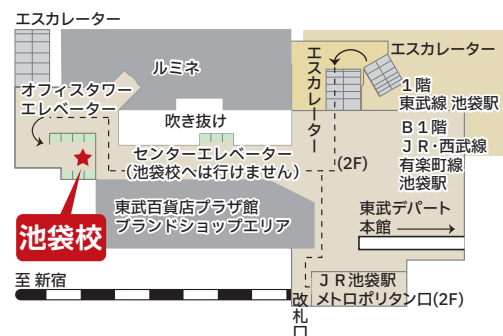 エスカレーター
ルミネ
オフィスタワー
エレベーター
吹き抜け
センターエレベーター
(池袋校へは行けません)
エスカレーター
エスカレーター
1階
東武線 池袋駅
B1階
JR・西武線
有楽町線
池袋駅
(2F)
東武百貨店プラザ館
ブランドショップエリア
東武デパート
本館
池袋校
至 新宿
JR池袋駅
メトロポリタン口(2F)
改札口